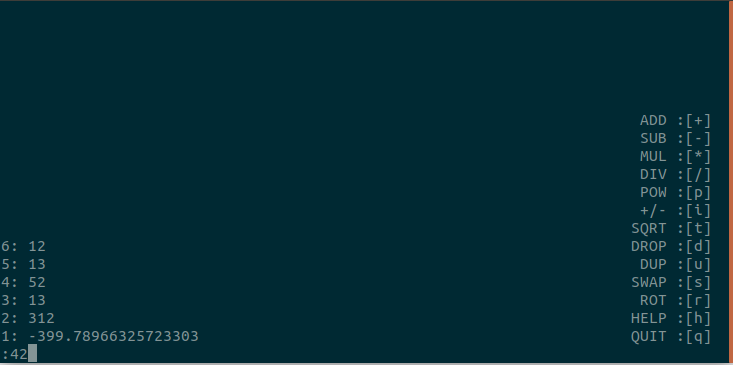 ADD :[+]
SUB :[-]
MUL :[*]
DIV :[/]
POW :[p]
+/- :[i]
SQRT :[t]
6: 12 DROP :[d]
5: 13 DUP :[u]
4: 52 SWAP :[s]
3: 13 ROT :[r]
2: 312 HELP :[h]
1: -399.78966325723303 QUIT :[q]
:42